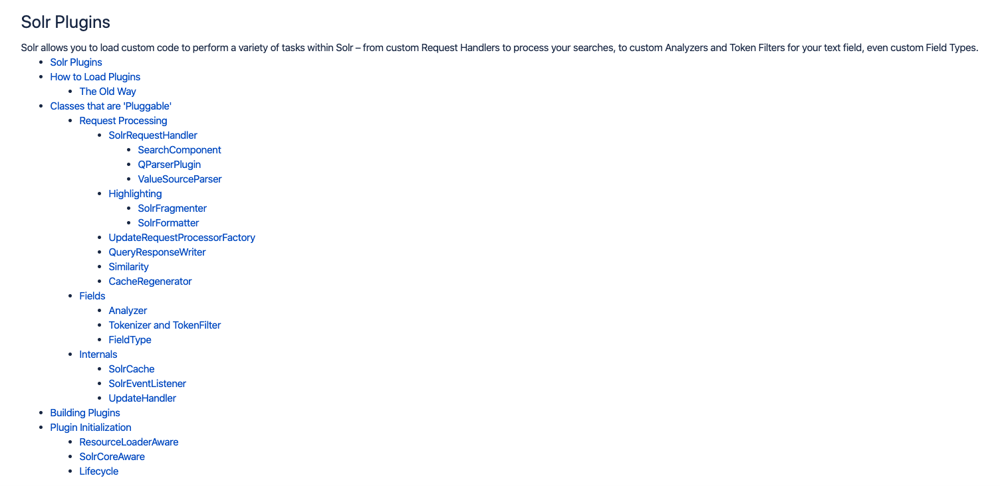 Solr Plugins
Solr allows you to load custom code to perform a variety of tasks within Solr – from custom Request Handlers to process your searches, to custom Analyzers and Token Filters for your text field, even custom Field Types.
Solr Plugins
How to Load Plugins
The Old Way
Classes that are 'Pluggable'
Request Processing
SolrRequestHandler
SearchComponent
QParserPlugin
ValueSourceParser
Highlighting
SolrFragmenter
SolrFormatter
UpdateRequestProcessorFactory
QueryResponseWriter
Similarity
CacheRegenerator
Fields
Analyzer
Tokenizer and TokenFilter
FieldType
Internals
SolrCache
SolrEventListener
UpdateHandler
Building Plugins
Plugin Initialization
ResourceLoaderAware
SolrCoreAware
Lifecycle